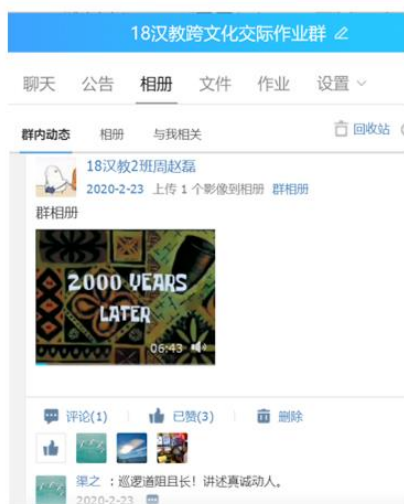 18汉教跨文化交际作业群
聊天 公告 相册 文件 作业 设置
群内动态 相册 与我相关 回收站
18汉教2班周赵磊
2020-2-23 上传 1 个影像到相册 群相册
群相册
2000 YEARS
LATER
06:43
评论(1) 已赞(3) 删除
渠之 :巡逻道阻且长!讲述真诚动人。
2020-2-23